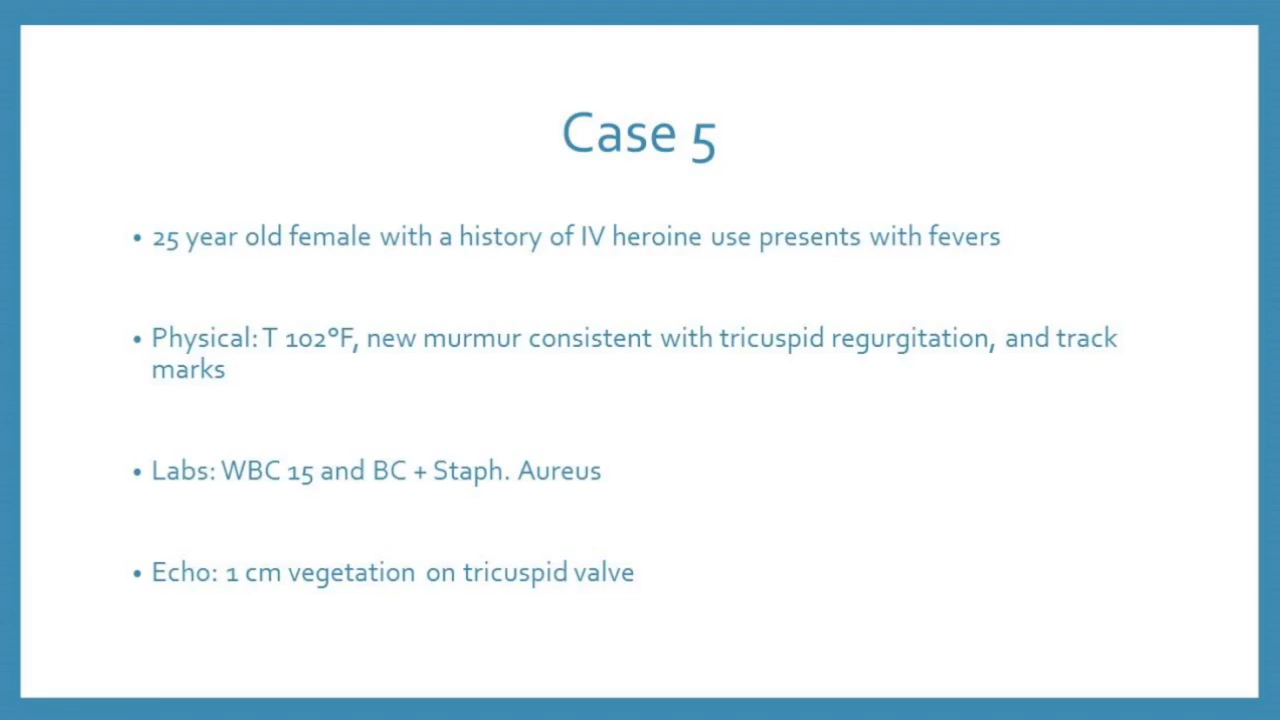 Case 5
• 25 year old female with a history of IV heroine use presents with fevers
• Physical: T 102°F, new murmur consistent with tricuspid regurgitation, and track
marks
• Labs: WBC 15 and BC + Staph. Aureus
• Echo: 1 cm vegetation on tricuspid valve